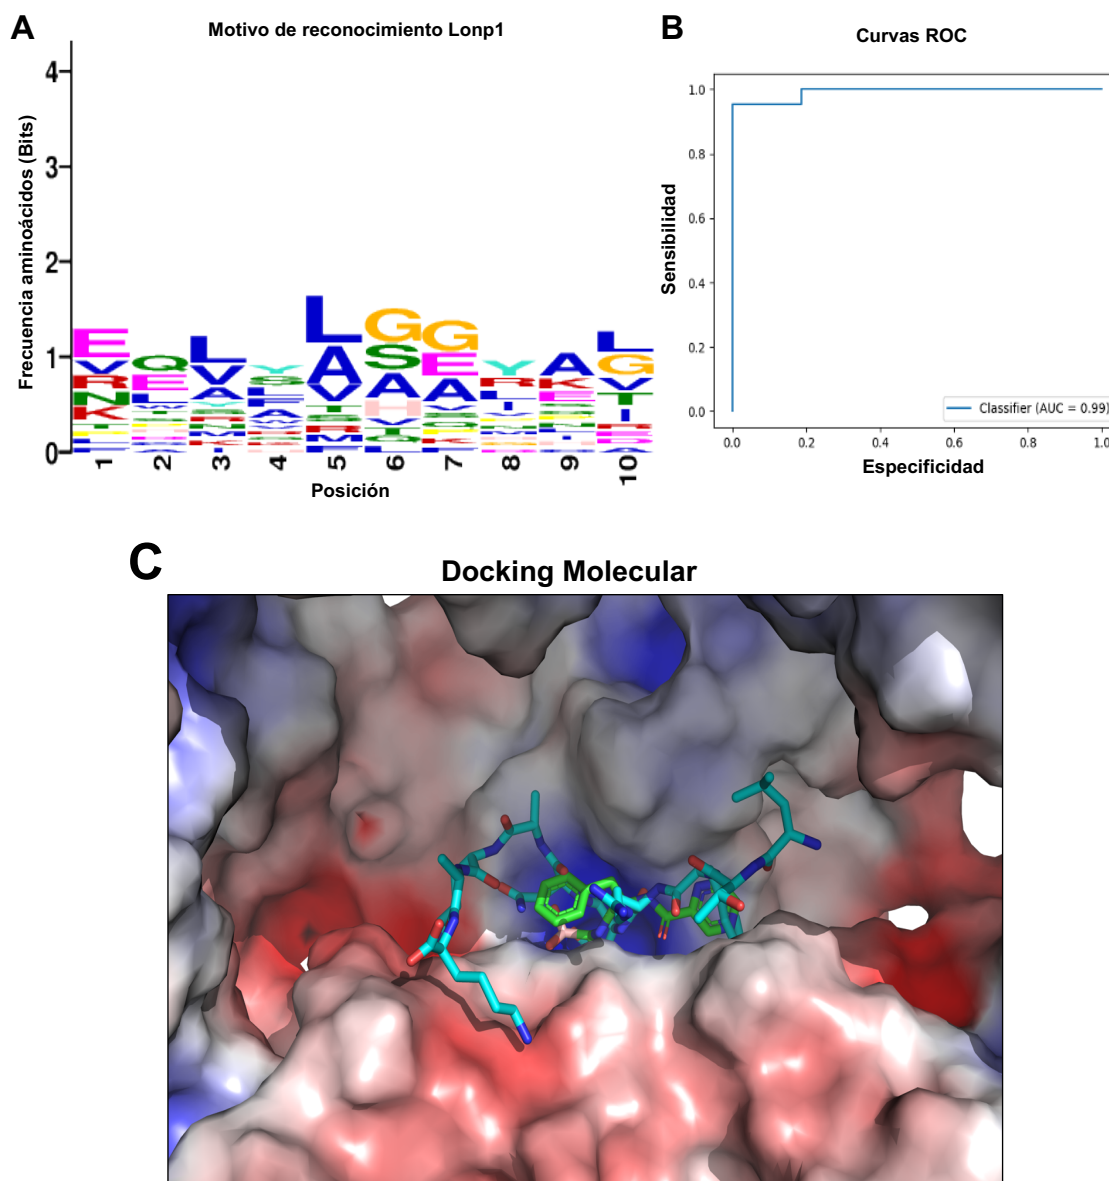 A
Motivo de reconocimiento Lonp1
Frecuencia aminoácidos (Bits)
4
3
2
1
0
E
V
R
N
K
Q
E
L
V
A
Y
S
L
A
V
T
G
S
A
H
G
E
A
Y
R
A
K
E
L
G
V
T
I
1 2 3 4 5 6 7 8 9 10
Posición
B
Curvas ROC
Sensibilidad
1.0
0.8
0.6
0.4
0.2
0.0
Classifier (AUC = 0.99)
0.0 0.2 0.4 0.6 0.8 1.0
Especificidad
C
Docking Molecular